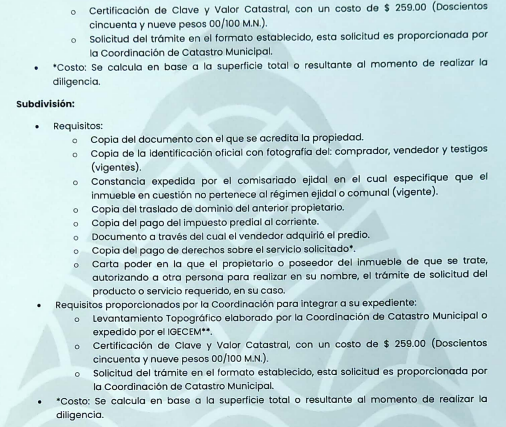 o Certificación de Clave y Valor Catastral, con un costo de $ 259.00 (Doscientos
cincuenta y nueve pesos 00/100 M.N.).
o Solicitud del trámite en el formato establecido, esta solicitud es proporcionada por
la Coordinación de Catastro Municipal.
• *Costo: Se calcula en base a la superficie total o resultante al momento de realizar la
diligencia.
Subdivisión:
• Requisitos:
o Copia del documento con el que se acredita la propiedad.
o Copia de la identificación oficial con fotografía del: comprador, vendedor y testigos
(vigentes).
o Constancia expedida por el comisariado ejidal en el cual especifique que el
inmueble en cuestión no pertenece al régimen ejidal o comunal (vigente).
o Copia del traslado de dominio del anterior propietario.
o Copia del pago del impuesto predial al corriente.
o Documento a través del cual el vendedor adquirió el predio.
o Copia del pago de derechos sobre el servicio solicitado*.
o Carta poder en la que el propietario o poseedor del inmueble de que se trate,
autorizando a otra persona para realizar en su nombre, el trámite de solicitud del
producto o servicio requerido, en su caso.
• Requisitos proporcionados por la Coordinación para integrar a su expediente:
o Levantamiento Topográfico elaborado por la Coordinación de Catastro Municipal o
expedido por el IGECEM**.
o Certificación de Clave y Valor Catastral, con un costo de $ 259.00 (Doscientos
cincuenta y nueve pesos 00/100 M.N.).
o Solicitud del trámite en el formato establecido, esta solicitud es proporcionada por
la Coordinación de Catastro Municipal.
• *Costo: Se calcula en base a la superficie total o resultante al momento de realizar la
diligencia.